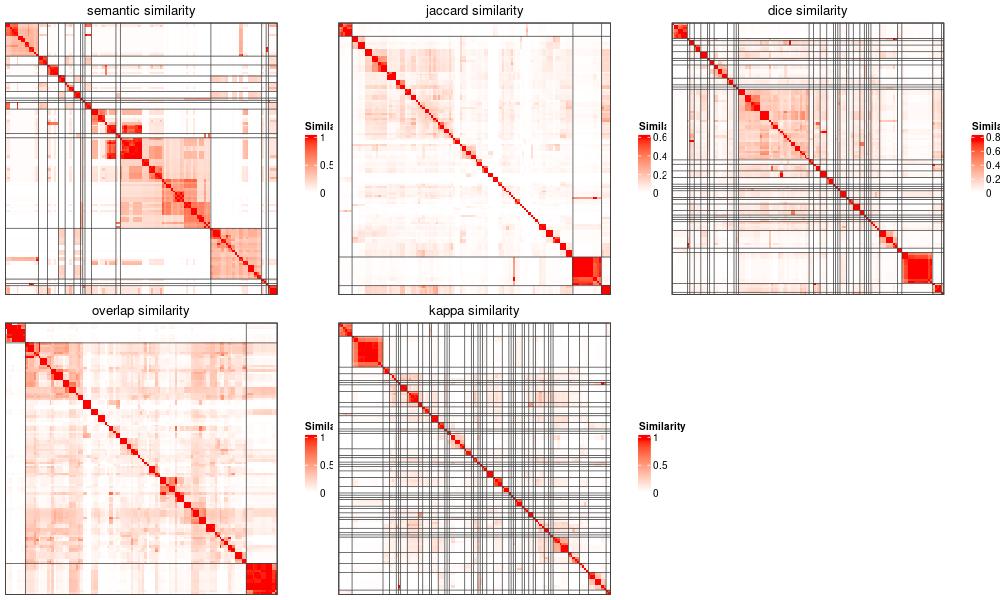 semantic similarity
jaccard similarity
dice similarity
Simila
1
0.5
0
Simila
0.6
0.4
0.2
0
Simila
0.8
0.6
0.4
0.2
0
overlap similarity
kappa similarity
Simila
1
0.5
0
Similarity
1
0.5
0